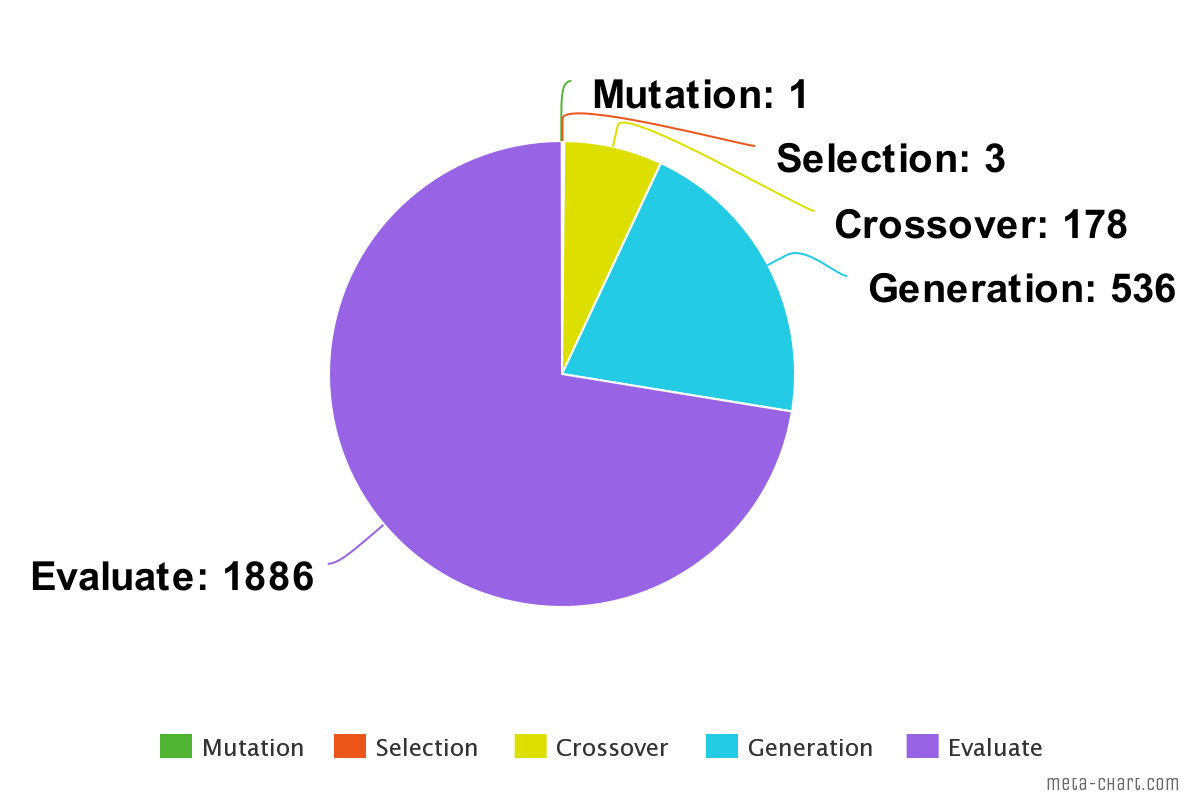 Mutation: 1
Selection: 3
Crossover: 178
Generation: 536
Evaluate: 1886
Mutation Selection Crossover Generation Evaluate
meta-chart.com